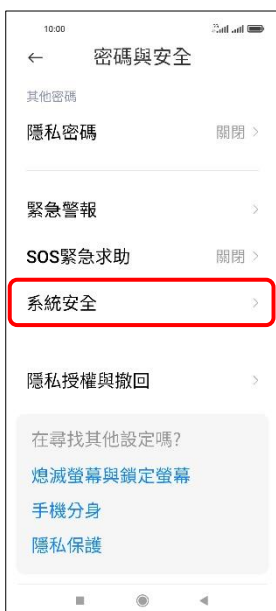 10:00
密碼與安全
其他密碼
隱私密碼 關閉
緊急警報
SOS緊急求助 關閉
系統安全
隱私授權與撤回
在尋找其他設定嗎?
熄滅螢幕與鎖定螢幕
手機分身
隱私保護